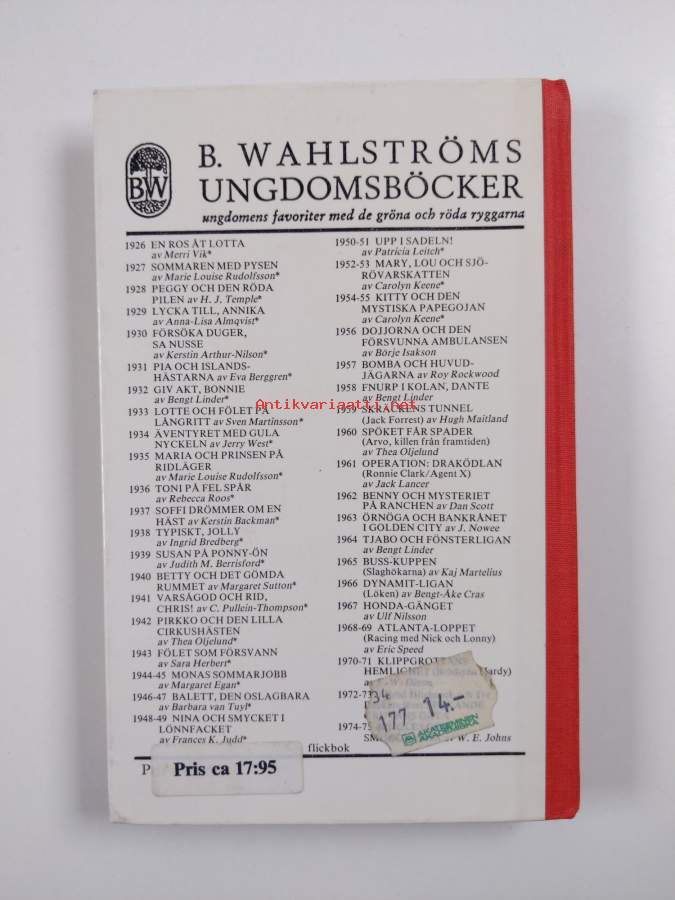 BW
B. WAHLSTRÖMS
UNGDOMSBÖCKER
ungdomens favoriter med de gröna och röda ryggarna
1926 EN ROS ÅT LOTTA
av Merri Vik*
1927 SOMMAREN MED PYSEN
av Marie Louise Rudolfsson*
1928 PEGGY OCH DEN RÖDA
PILEN av H. J. Temple*
1929 LYCKA TILL, ANNIKA
av Anna-Lisa Almqvist*
1930 FÖRSÖKA DUGER,
SA NUSSE
av Kerstin Arthur-Nilson*
1931 PIA OCH ISLANDS-
HÄSTARNA av Eva Berggren*
1932 GIV AKT, BONNIE
av Bengt Linder*
1933 LOTTE OCH FÖLET PÅ
LÅNGRITT av Sven Martinsson*
1934 ÄVENTYRET MED GULA
NYCKELN av Jerry West*
1935 MARIA OCH PRINSEN PÅ
RIDLÄGER
av Marie Louise Rudolfsson*
1936 TONI PÅ FEL SPÅR
av Rebecca Roos*
1937 SOFFI DRÖMMER OM EN
HÄST av Kerstin Backman*
1938 TYPISKT, JOLLY
av Ingrid Bredberg*
1939 SUSAN PÅ PONNY-ÖN
av Judith M. Berrisford*
1940 BETTY OCH DET GÖMDA
RUMMET av Margaret Sutton*
1941 VARSÅGOD OCH RID,
CHRIS! av C. Pullein-Thompson*
1942 PIRKKO OCH DEN LILLA
CIRKUSHÄSTEN
av Thea Oljelund*
1943 FÖLET SOM FÖRSVANN
av Sara Herbert*
1944-45 MONAS SOMMARJOBB
av Margaret Egan*
1946-47 BALETT, DEN OSLAGBARA
av Barbara van Tuyl*
1948-49 NINA OCH SMYCKET I
LÖNNFACKET
av Frances K. Judd*
1950-51 UPP I SADELN!
av Patricia Leitch*
1952-53 MARY, LOU OCH SJÖ-
RÖVARSKATTEN
av Carolyn Keene*
1954-55 KITTY OCH DEN
MYSTISKA PAPEGOJAN
av Carolyn Keene*
1956 DOJJORNA OCH DEN
FÖRSVUNNA AMBULANSEN
av Börje Isakson
1957 BOMBA OCH HUVUD-
JÄGARNA av Roy Rockwood
1958 FNURP I KOLAN, DANTE
av Bengt Linder
1959 SKRÄCKENS TUNNEL
(Jack Forrest) av Hugh Maitland
1960 SPÖKET FÅR SPADER
(Arvo, killen från framtiden)
av Thea Oljelund
1961 OPERATION: DRAKÖDLAN
(Ronnie Clark/Agent X)
av Jack Lancer
1962 BENNY OCH MYSTERIET
PÅ RANCHEN av Dan Scott
1963 ÖRNÖGA OCH BANKRÅNET
I GOLDEN CITY av J. Nowee
1964 TJABO OCH FÖNSTERLIGAN
av Bengt Linder
1965 BUSS-KUPPEN
(Slaghökarna) av Kaj Martelius
1966 DYNAMIT-LIGAN
(Löken) av Bengt-Åke Cras
1967 HONDA-GÄNGET
av Ulf Nilsson
1968-69 ATLANTA-LOPPET
(Racing med Nick och Lonny)
av Eric Speed
1970-71
HEMLIGHET
1972-73
W. E. Johns
flickbok
Pris ca 17:95
34
177 14.-
AKATEEMINEN
AKADEMISKA
Antikvariaatti.net